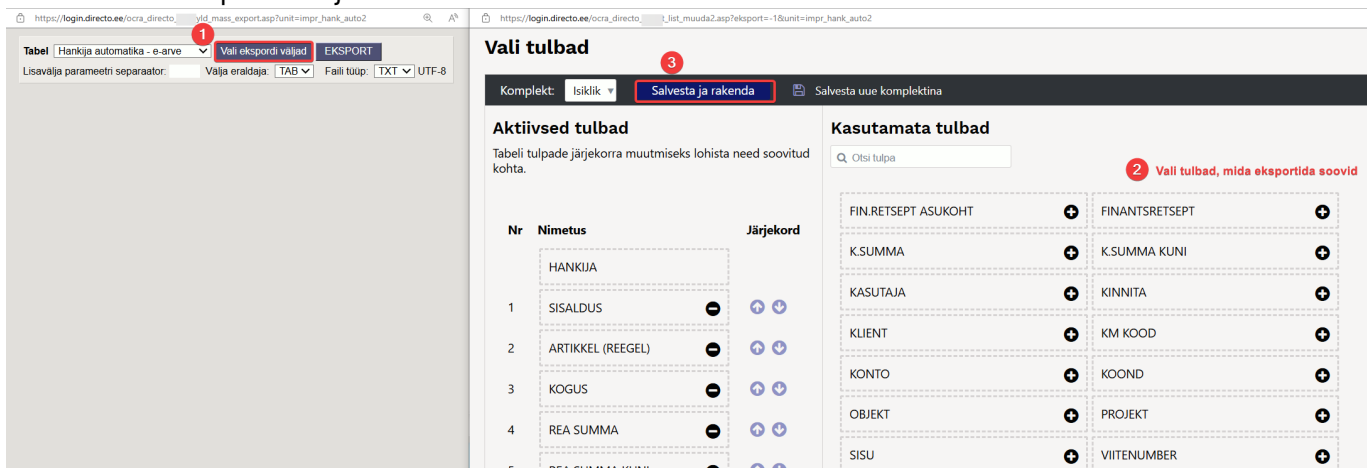 https://login.directo.ee/ocra_directo_ yld_mass_export.asp?unit=impr_hank_auto2
1
Tabel Hankija automatika - e-arve Vali ekspordi väljad EKSPORT
Lisavälja parameetri separaator: Välja eraldaja: TAB Faili tüüp: TXT UTF-8
https://login.directo.ee/ocra_directo_ _list_muuda2.asp?eksport=-1&unit=impr_hank_auto2
Vali tulbad
3
Komplekt: Isiklik Salvesta ja rakenda Salvesta uue komplektina
Aktiivsed tulbad
Tabeli tulpade järjekorra muutmiseks lohista need soovitud
kohta.
Nr Nimetus Järjekord
HANKIJA
1 SISALDUS
2 ARTIKKEL (REEGEL)
3 KOGUS
4 REA SUMMA
5 REA SUMMA KUNI
Kasutamata tulbad
Otsi tulpa
2 Vali tulbad, mida eksportida soovid
FIN.RETSEPT ASUKOHT FINANTSRETSEPT
K.SUMMA K.SUMMA KUNI
KASUTAJA KINNITA
KLIENT KM KOOD
KONTO KOOND
OBJEKT PROJEKT
SISU VIITENUMBER